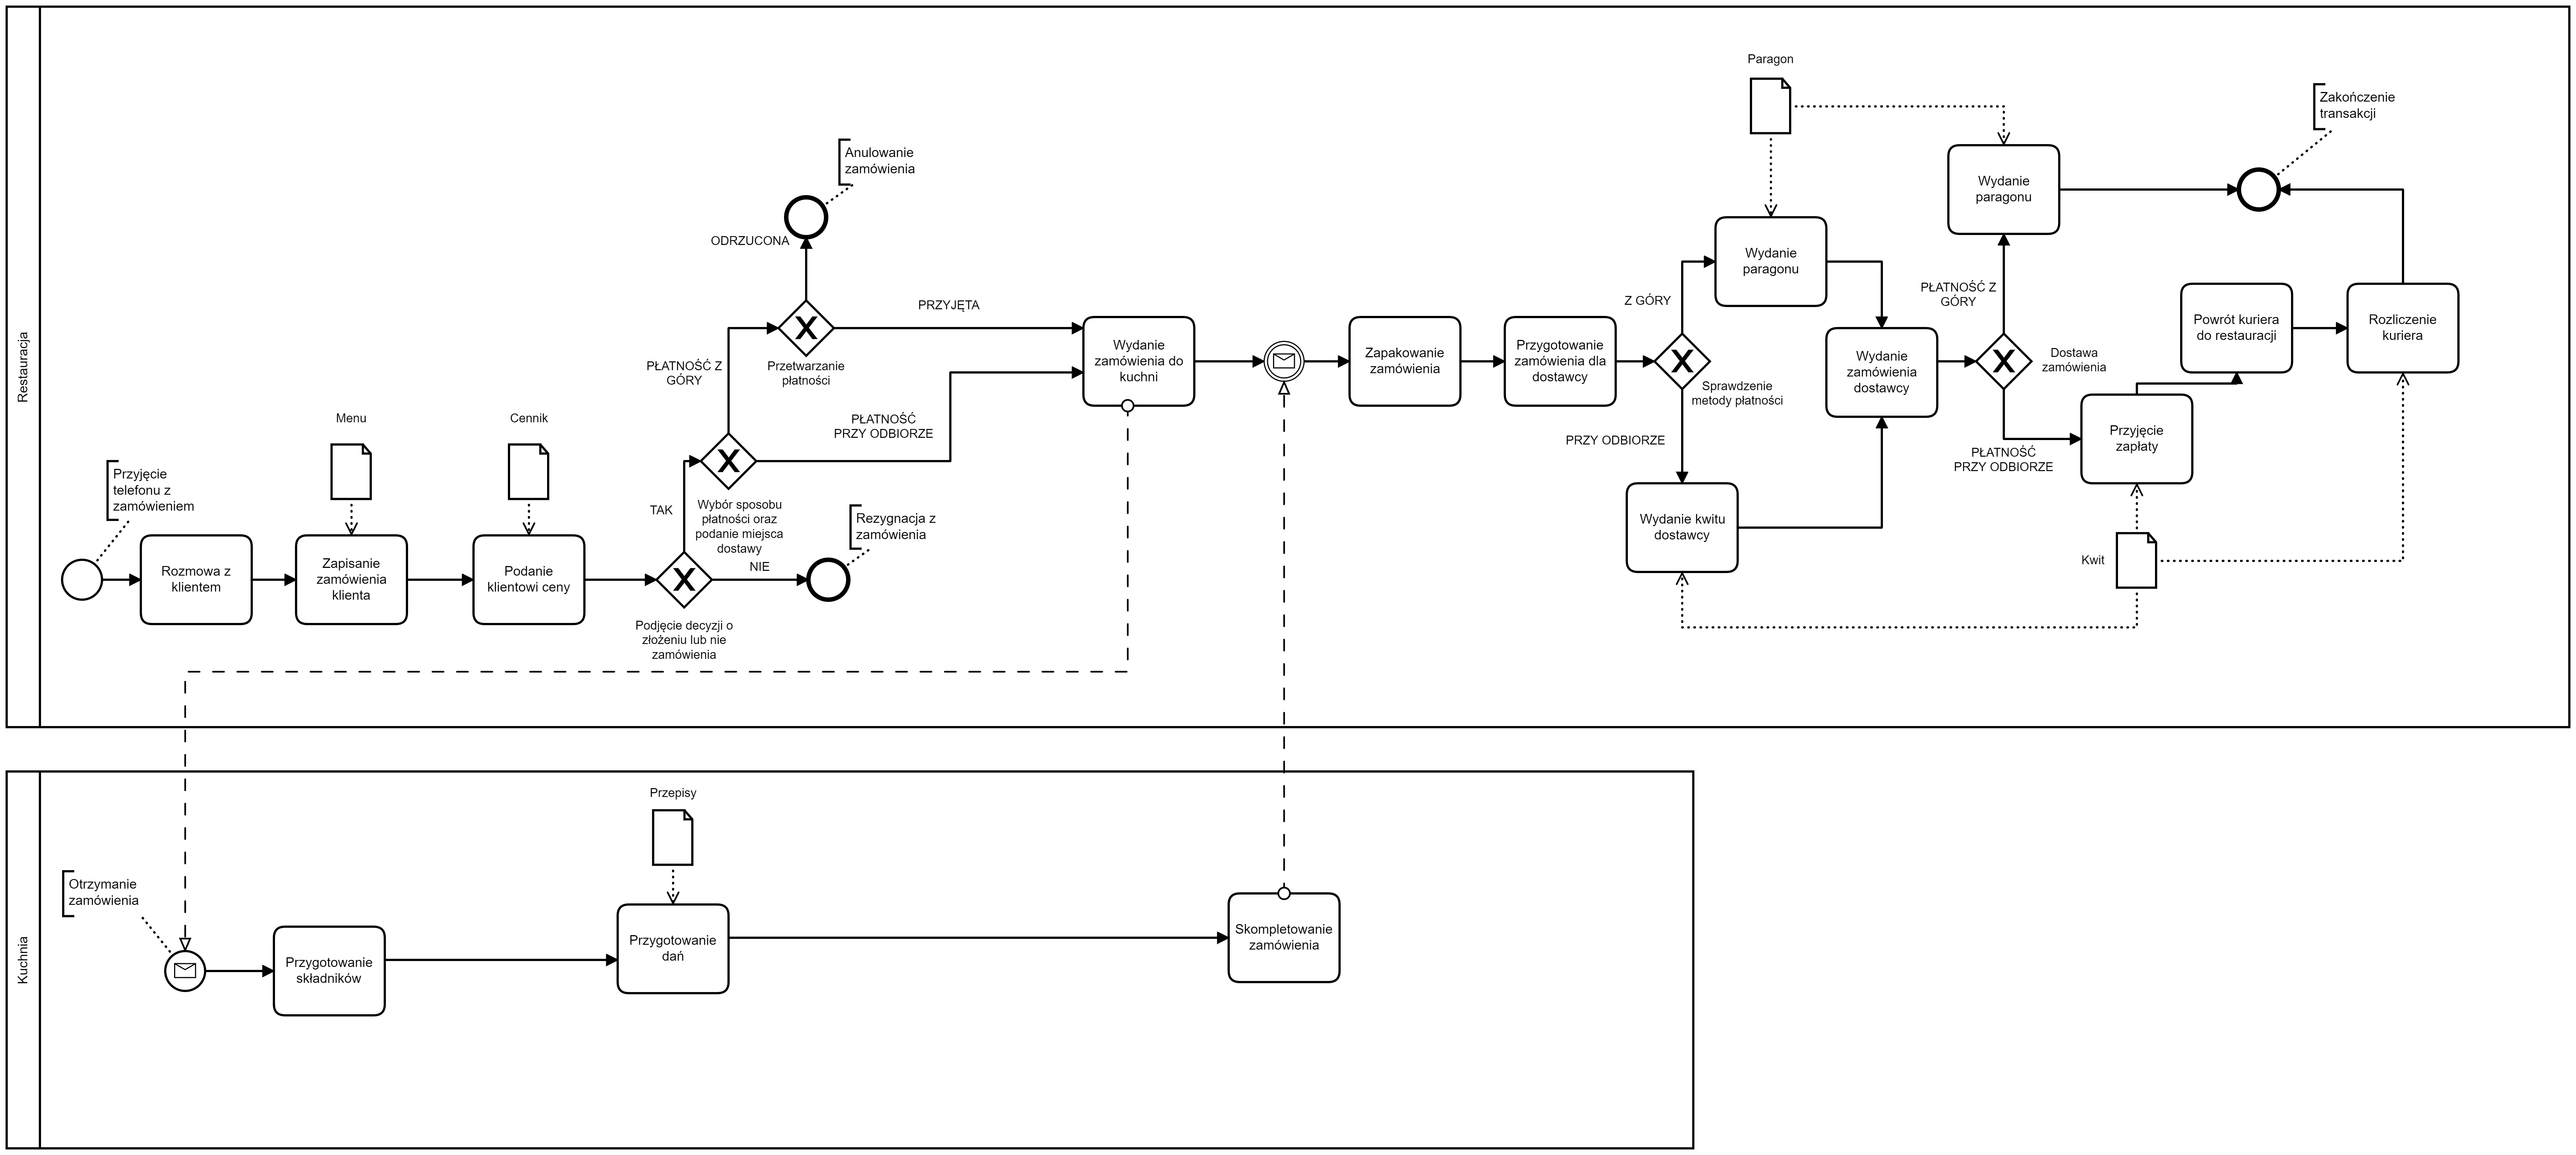 Restauracja
Przyjęcie
telefonu z
zamówieniem
Rozmowa z
klientem
Menu
Zapisanie
zamówienia
klienta
Cennik
Podanie
klientowi ceny
Podjęcie decyzji o
złożeniu lub nie
zamówienia
TAK
NIE
Rezygnacja z
zamówienia
Wybór sposobu
płatności oraz
podanie miejsca
dostawy
PŁATNOŚĆ Z
GÓRY
PŁATNOŚĆ
PRZY ODBIORZE
Przetwarzanie
płatności
ODRZUCONA
Anulowanie
zamówienia
PRZYJĘTA
Wydanie
zamówienia do
kuchni
Zapakowanie
zamówienia
Przygotowanie
zamówienia dla
dostawcy
Sprawdzenie
metody płatności
Z GÓRY
PRZY ODBIORZE
Paragon
Wydanie
paragonu
Wydanie kwitu
dostawcy
Wydanie
zamówienia
dostawcy
Dostawa
zamówienia
PŁATNOŚĆ Z
GÓRY
PŁATNOŚĆ
PRZY ODBIORZE
Wydanie
paragonu
Przyjęcie
zapłaty
Kwit
Powrót kuriera
do restauracji
Rozliczenie
kuriera
Zakończenie
transakcji
Kuchnia
Otrzymanie
zamówienia
Przygotowanie
składników
Przepisy
Przygotowanie
dań
Skompletowanie
zamówienia